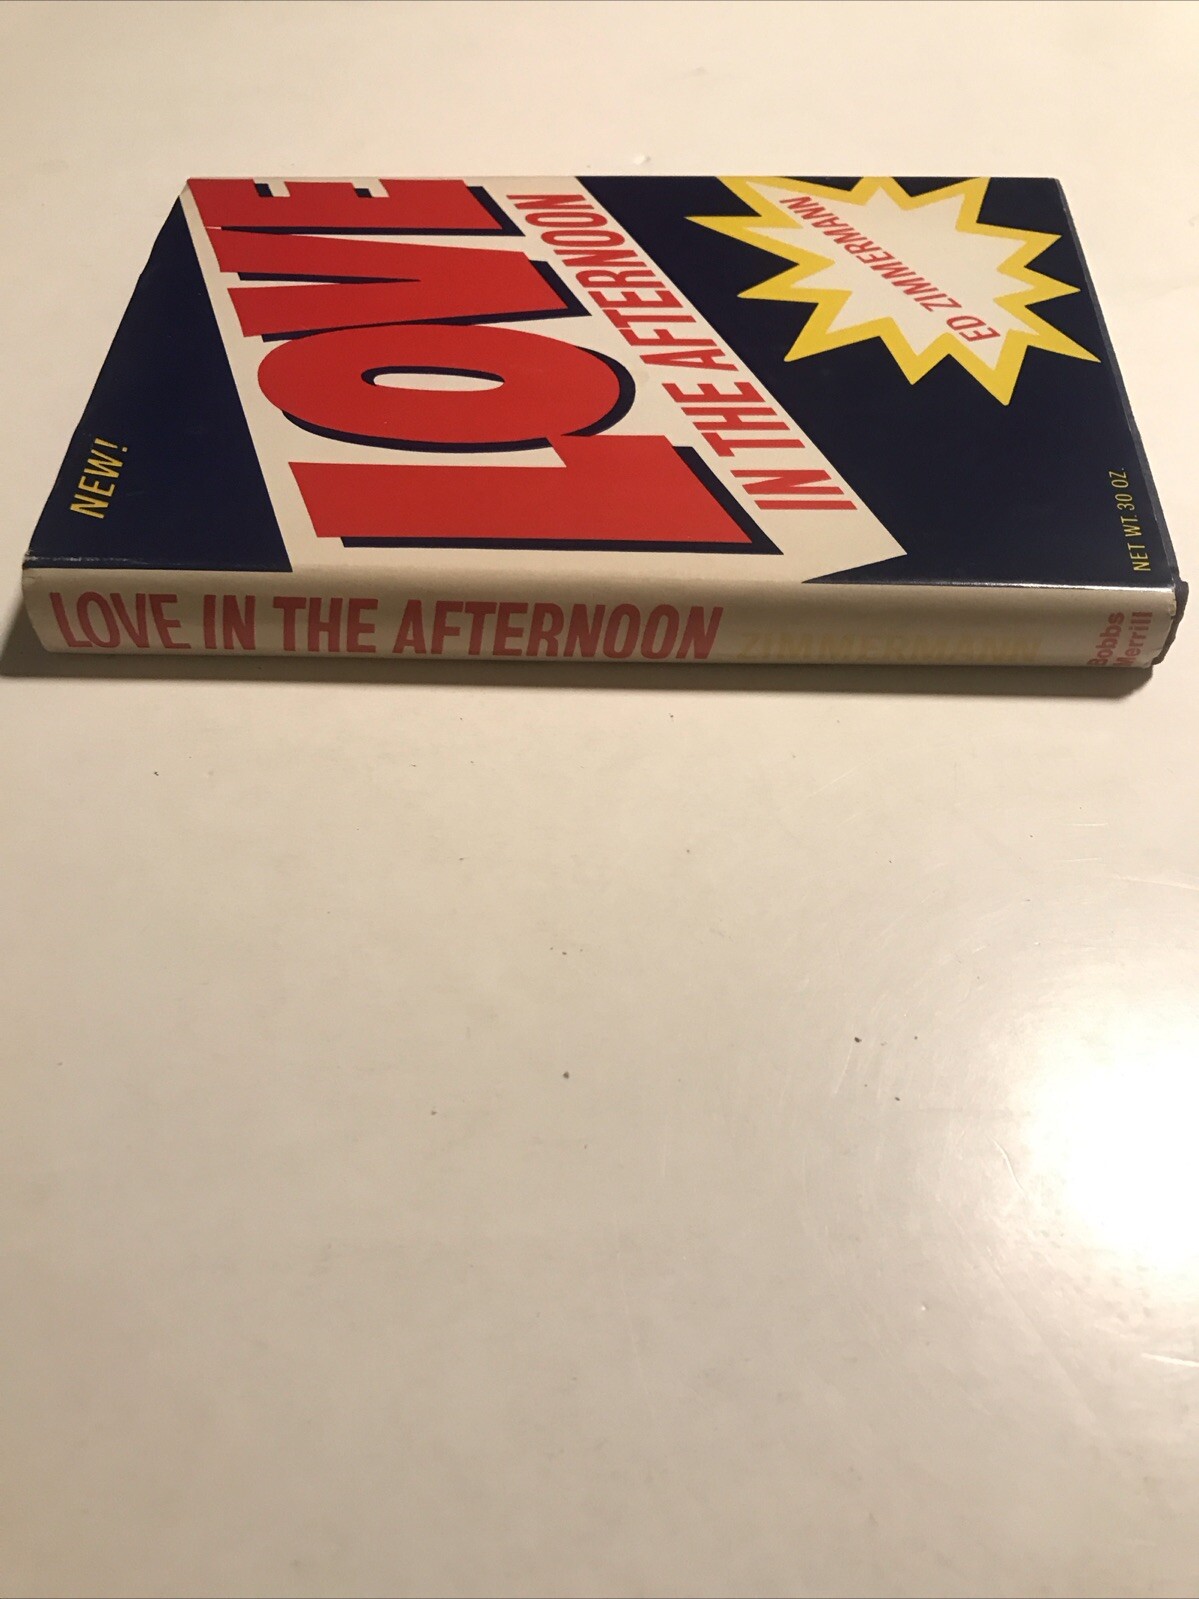 NEW!
LOVE
IN THE AFTERNOON
ED ZIMMERMANN
NET WT. 30 OZ.
LOVE IN THE AFTERNOON ZIMMERMANN
Bobbs
Merrill